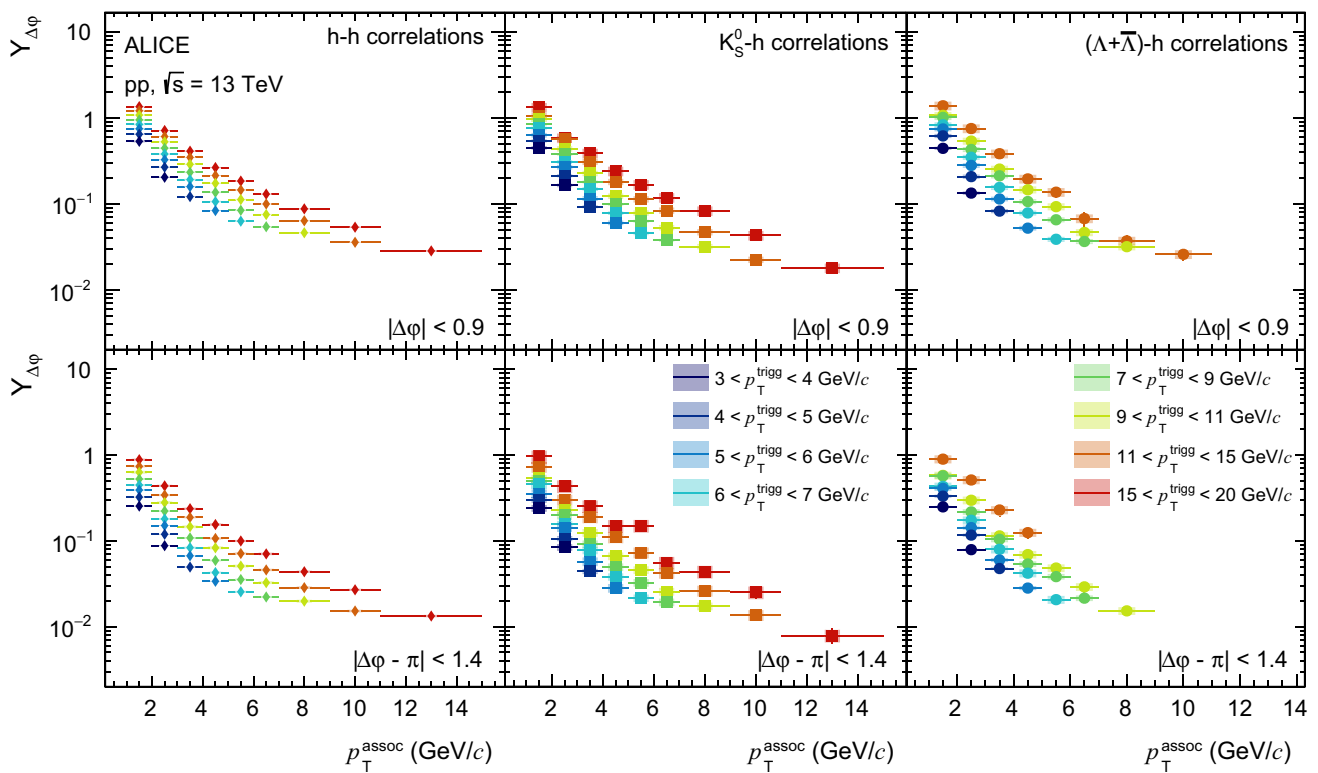 Y_Δφ
10
1
10⁻¹
10⁻²
ALICE
pp, √s = 13 TeV
h-h correlations
|Δφ| < 0.9
K⁰_S-h correlations
|Δφ| < 0.9
(Λ+Λ̅)-h correlations
|Δφ| < 0.9
Y_Δφ
10
1
10⁻¹
10⁻²
|Δφ - π| < 1.4
3 < p_T^trigg < 4 GeV/c
4 < p_T^trigg < 5 GeV/c
5 < p_T^trigg < 6 GeV/c
6 < p_T^trigg < 7 GeV/c
|Δφ - π| < 1.4
7 < p_T^trigg < 9 GeV/c
9 < p_T^trigg < 11 GeV/c
11 < p_T^trigg < 15 GeV/c
15 < p_T^trigg < 20 GeV/c
|Δφ - π| < 1.4
2 4 6 8 10 12 14
2 4 6 8 10 12 14
2 4 6 8 10 12 14
p_T^assoc (GeV/c)
p_T^assoc (GeV/c)
p_T^assoc (GeV/c)